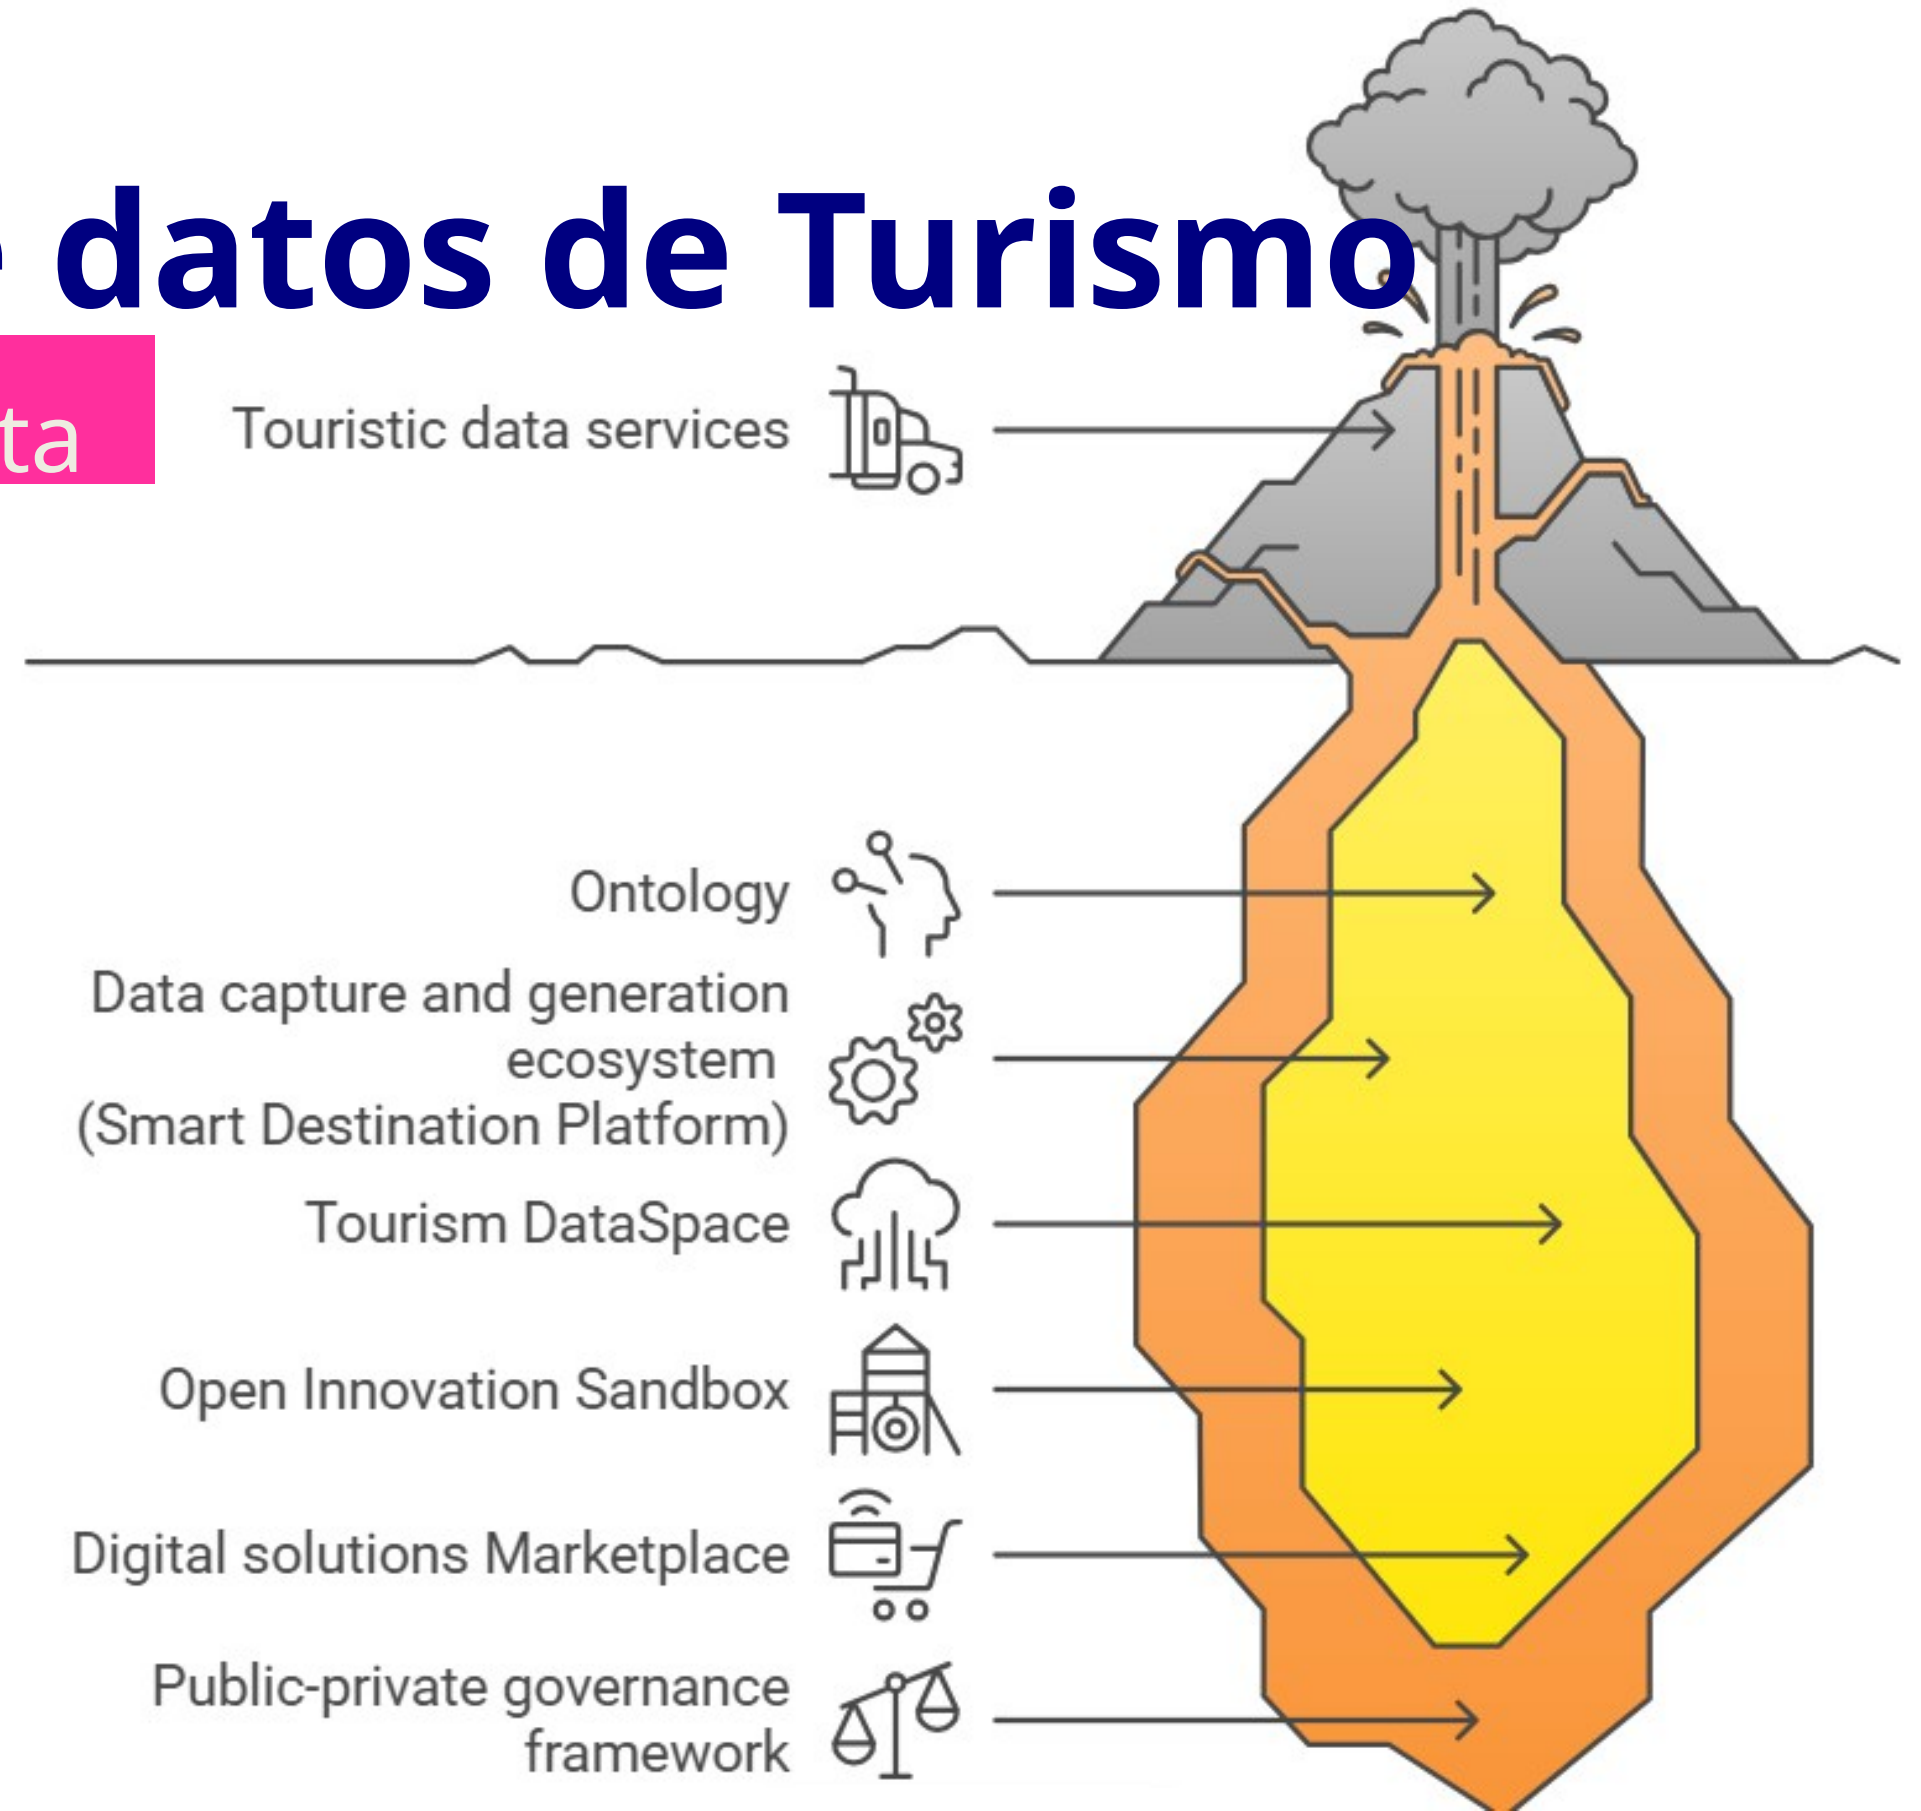 datos de Turismo
ta
Touristic data services
Ontology
Data capture and generation
ecosystem
(Smart Destination Platform)
Tourism DataSpace
Open Innovation Sandbox
Digital solutions Marketplace
Public-private governance
framework